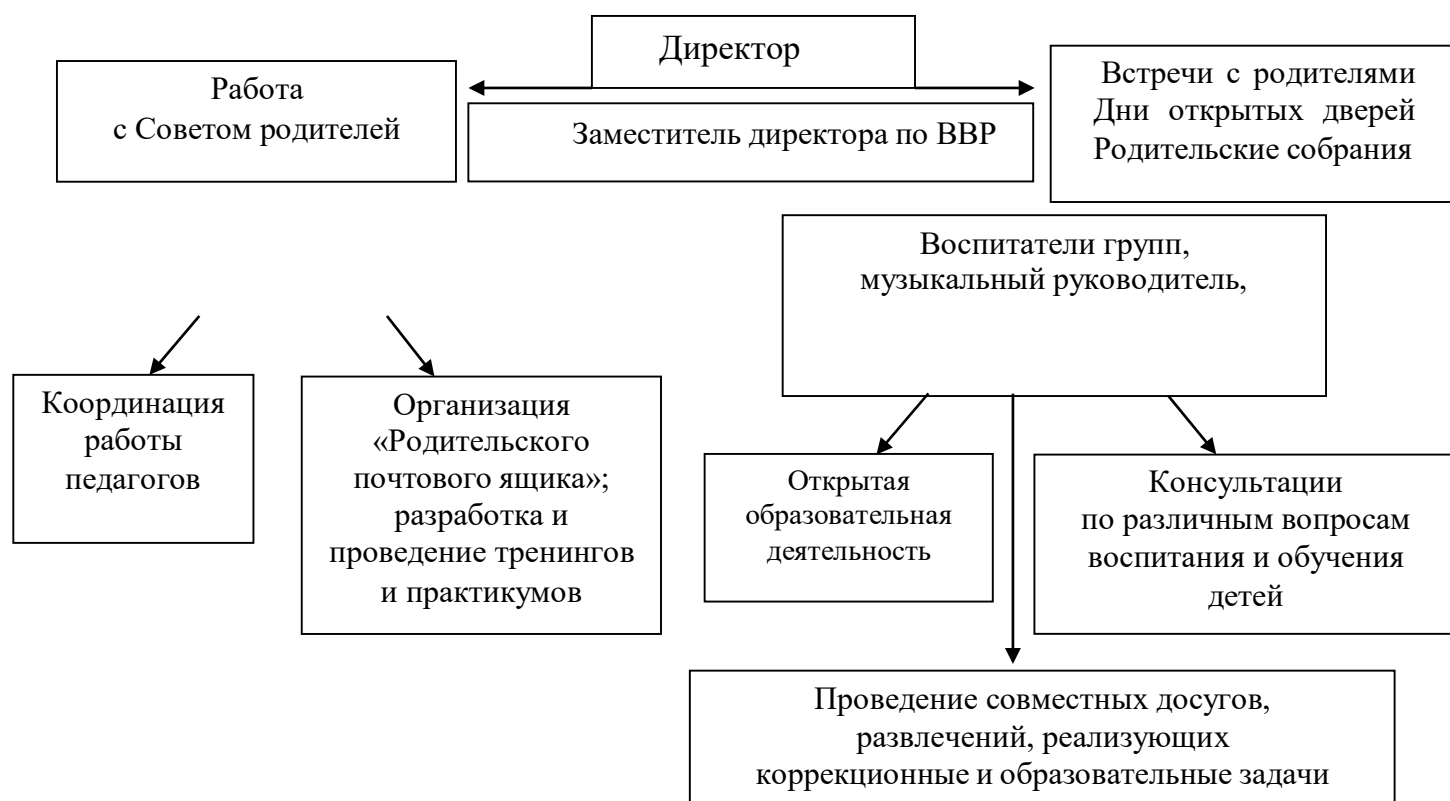 Директор
Работа
с Советом родителей
Встречи с родителями
Дни открытых дверей
Родительские собрания
Заместитель директора по ВВР
Воспитатели групп,
музыкальный руководитель,
Координация
работы
педагогов
Организация
«Родительского
почтового ящика»;
разработка и
проведение тренингов
и практикумов
Открытая
образовательная
деятельность
Консультации
по различным вопросам
воспитания и обучения
детей
Проведение совместных досугов,
развлечений, реализующих
коррекционные и образовательные задачи